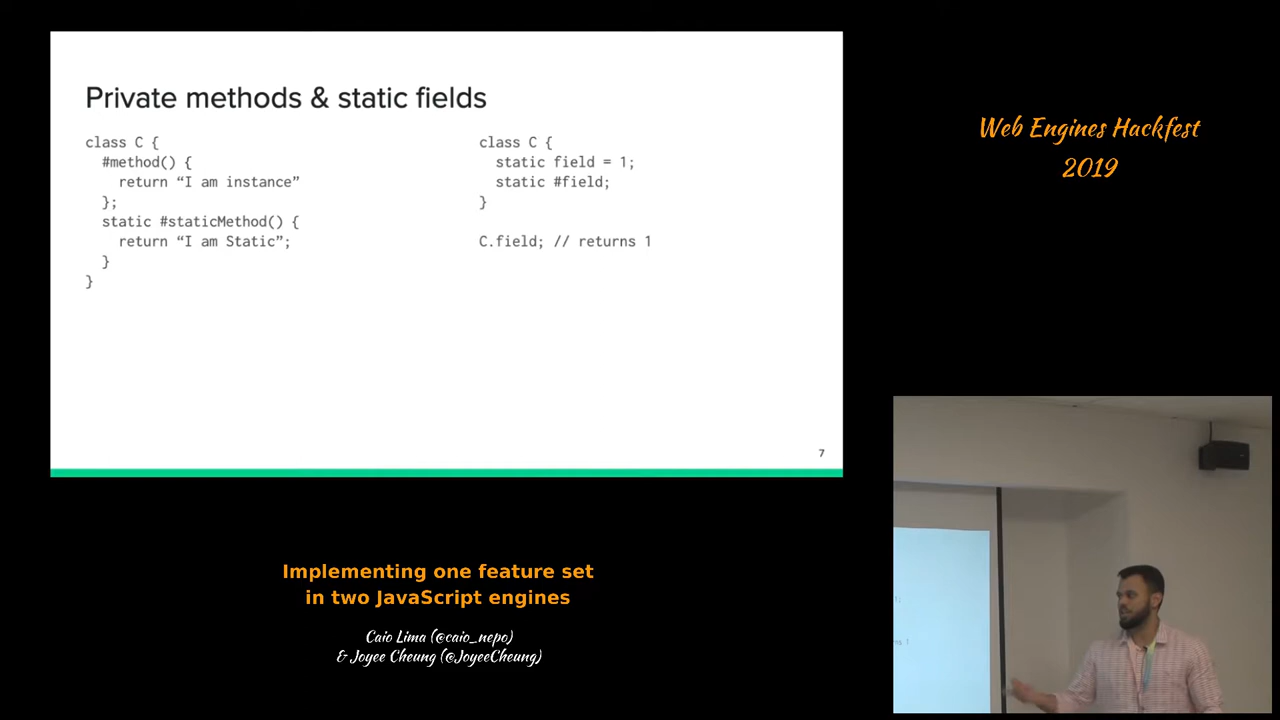 Private methods & static fields
class C {
  #method() {
    return “I am instance”
  };
  static #staticMethod() {
    return “I am Static”;
  }
}
class C {
  static field = 1;
  static #field;
}
C.field; // returns 1
7
Web Engines Hackfest
2019
Implementing one feature set
in two JavaScript engines
Caio Lima (@caio_nepo)
& Joyee Cheung (@JoyeeCheung)